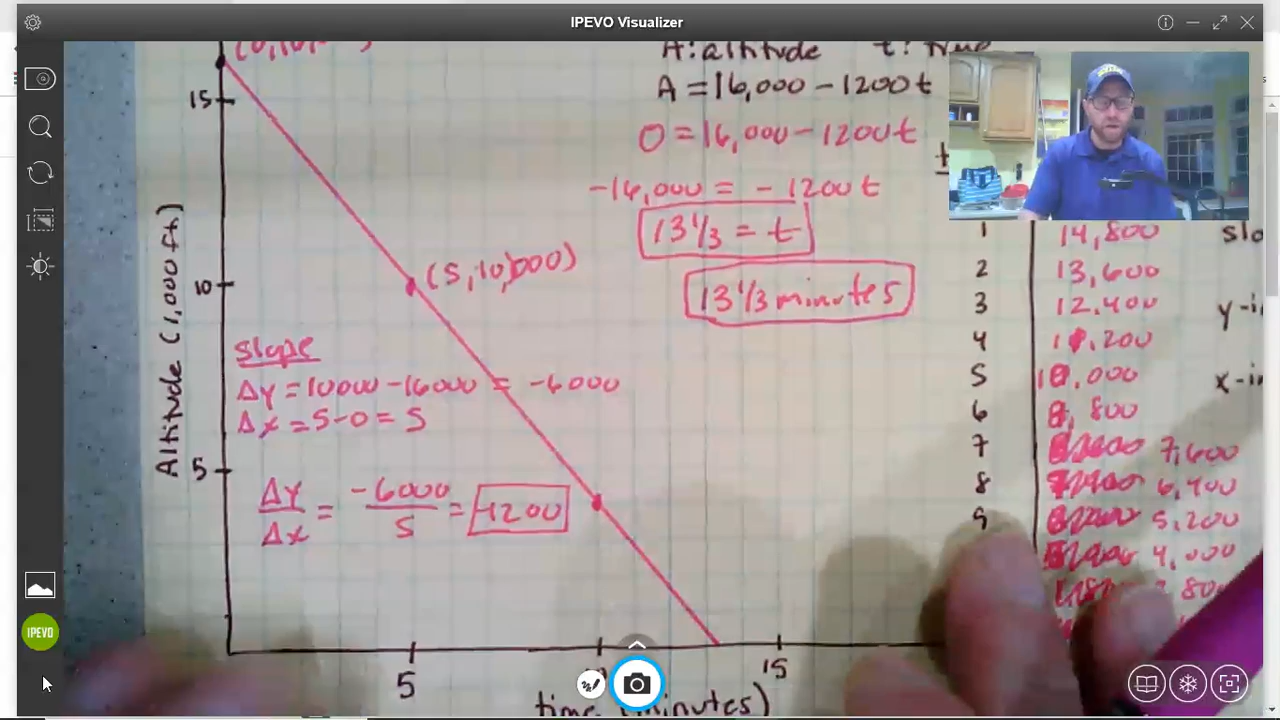 IPEVO Visualizer
A: altitude t:
A = 16,000 - 1200t
0 = 16,000 - 1200t
-16,000 = - 1200t
13 1/3 = t
13 1/3 minutes
15
10
5
Altitude (1,000 ft)
(5,10,000)
slope
ΔY = 10000 - 16000 = -6000
Δx = 5-0 = 5
ΔY/Δx = -6000/5 = -1200
5
15
time (minutes)
1 14,800
2 13,600
3 12,400
4 11,200
5 10,000
6 8,800
7 7,600
8 6,400
9 5,200
4,000
IPEVO